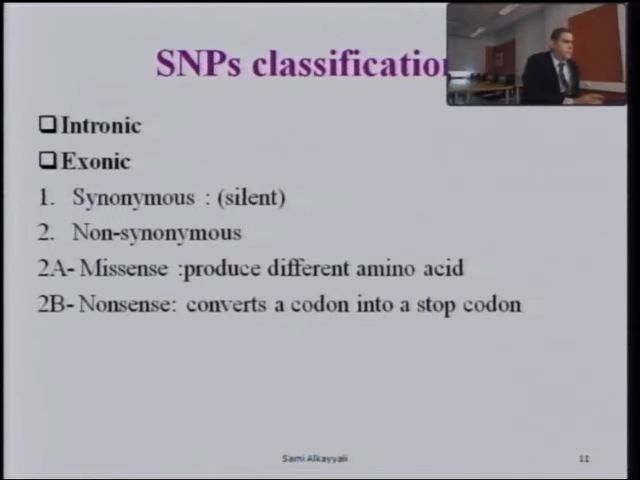 SNPs classification
❑Intronic
❑Exonic
1. Synonymous : (silent)
2. Non-synonymous
2A- Missense :produce different amino acid
2B- Nonsense: converts a codon into a stop codon
Sami Alkayyali
11